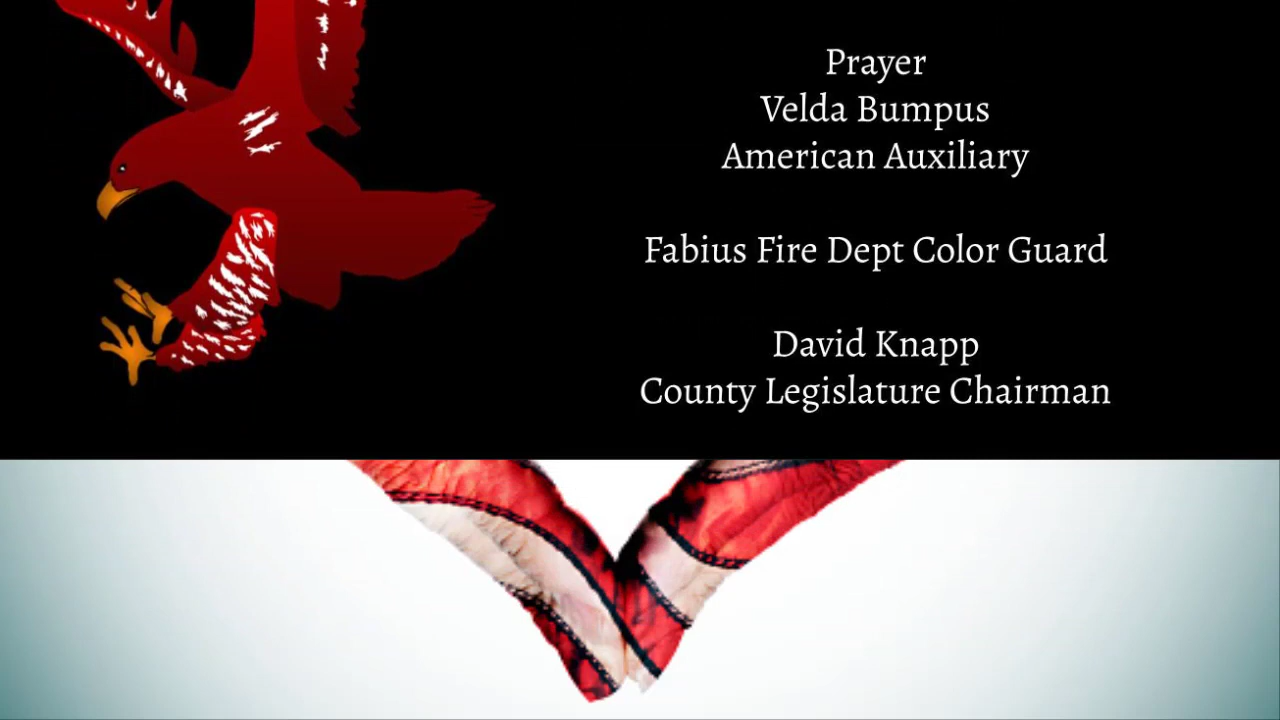 Prayer
Velda Bumpus
American Auxiliary
Fabius Fire Dept Color Guard
David Knapp
County Legislature Chairman